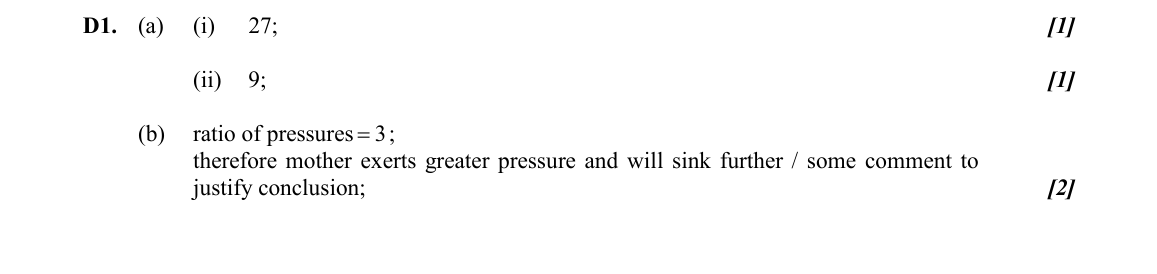 D1. (a) (i) 27; [1]
(ii) 9; [1]
(b) ratio of pressures = 3;
therefore mother exerts greater pressure and will sink further / some comment to
justify conclusion; [2]